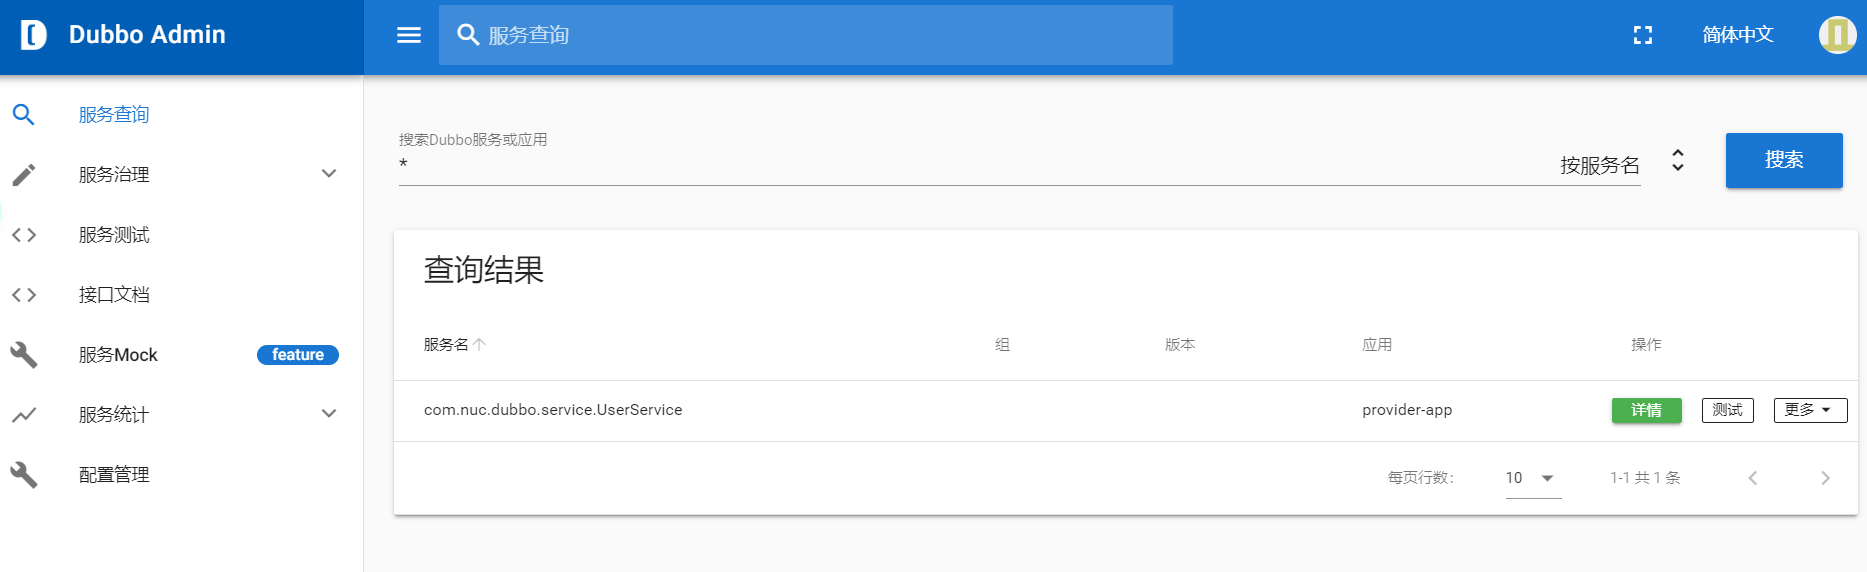 Dubbo Admin
服务查询
简体中文
服务查询
服务治理
服务测试
接口文档
服务Mock feature
服务统计
配置管理
搜索Dubbo服务或应用
* 按服务名
搜索
查询结果
服务名 组 版本 应用 操作
com.nuc.dubbo.service.UserService provider-app 详情 测试 更多
每页行数: 10 1-1 共 1 条